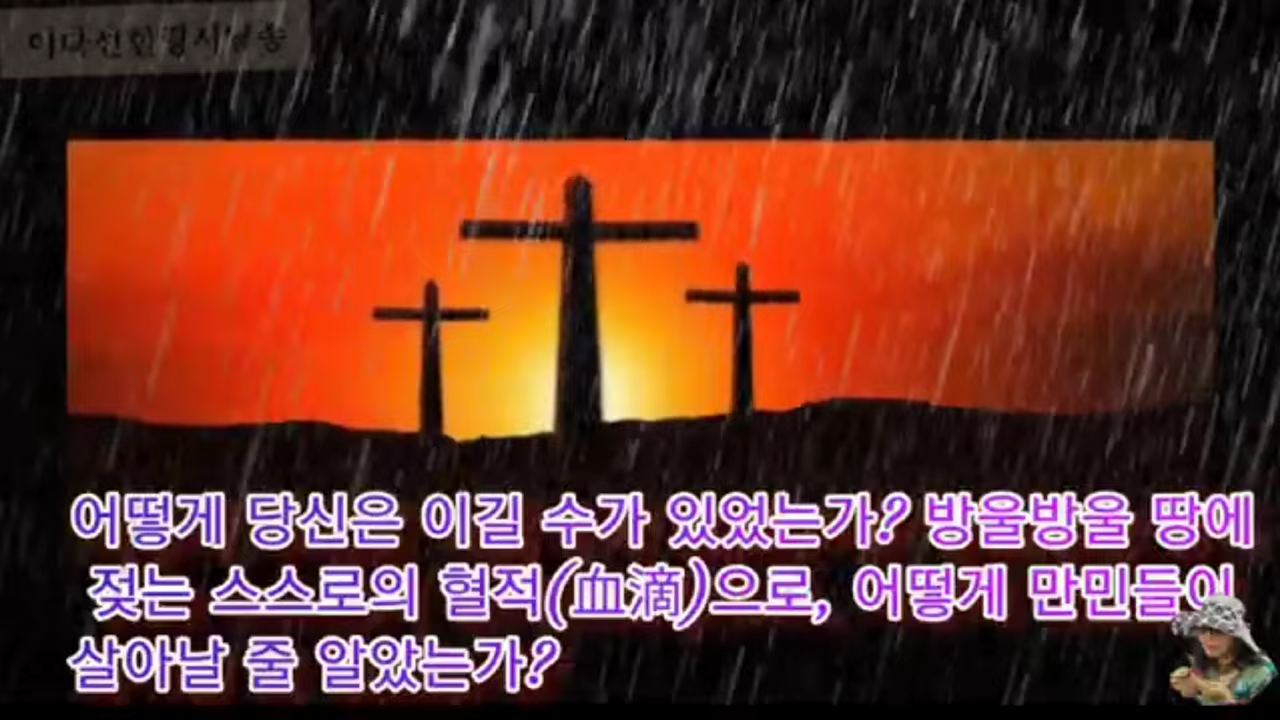 어떻게 당신은 이길 수가 있었는가? 방울방울 땅에
젖는 스스로의 혈적(血滴)으로, 어떻게 만민들이
살아날 줄 알았는가?